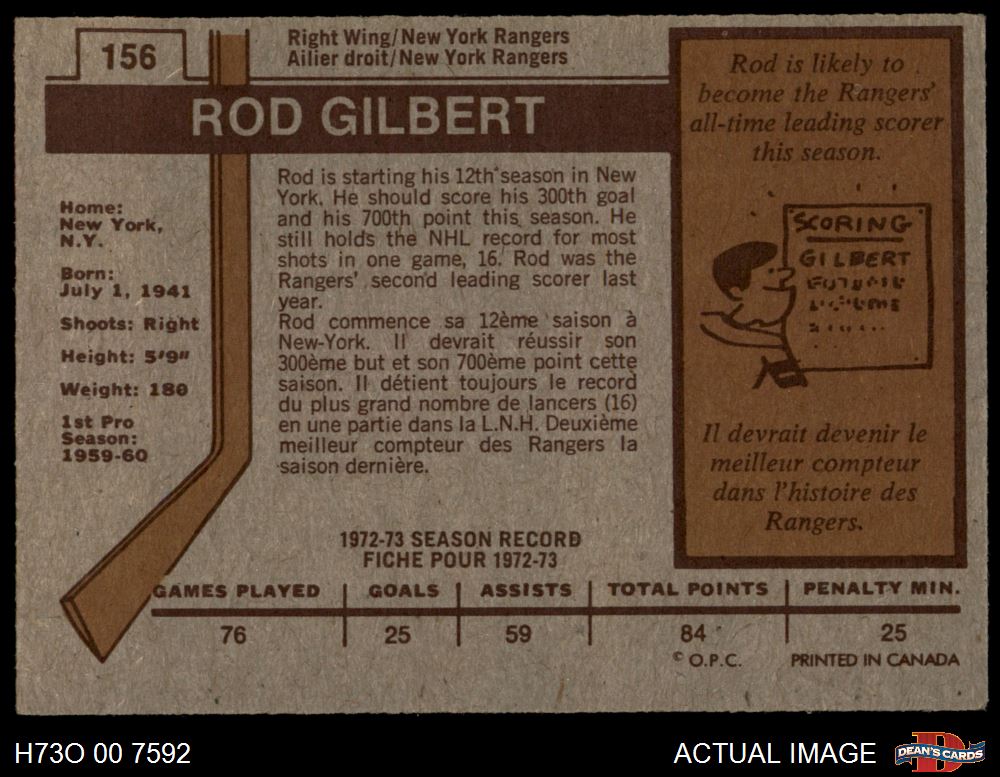 156
Right Wing/New York Rangers
Ailier droit/New York Rangers
ROD GILBERT
Home:
New York,
N.Y.
Born:
July 1, 1941
Shoots: Right
Height: 5'9"
Weight: 180
1st Pro
Season:
1959-60
Rod is starting his 12th season in New
York. He should score his 300th goal
and his 700th point this season. He
still holds the NHL record for most
shots in one game, 16. Rod was the
Rangers' second leading scorer last
year.
Rod commence sa 12ème saison à
New-York. Il devrait réussir son
300ème but et son 700ème point cette
saison. Il détient toujours le record
du plus grand nombre de lancers (16)
en une partie dans la L.N.H. Deuxième
meilleur compteur des Rangers la
saison dernière.
Rod is likely to
become the Rangers'
all-time leading scorer
this season.
SCORING
GILBERT
Il devrait devenir le
meilleur compteur
dans l'histoire des
Rangers.
1972-73 SEASON RECORD
FICHE POUR 1972-73
GAMES PLAYED GOALS ASSISTS TOTAL POINTS PENALTY MIN.
76 25 59 84 25
© O.P.C. PRINTED IN CANADA
H73O 00 7592
ACTUAL IMAGE
DEAN'S CARDS